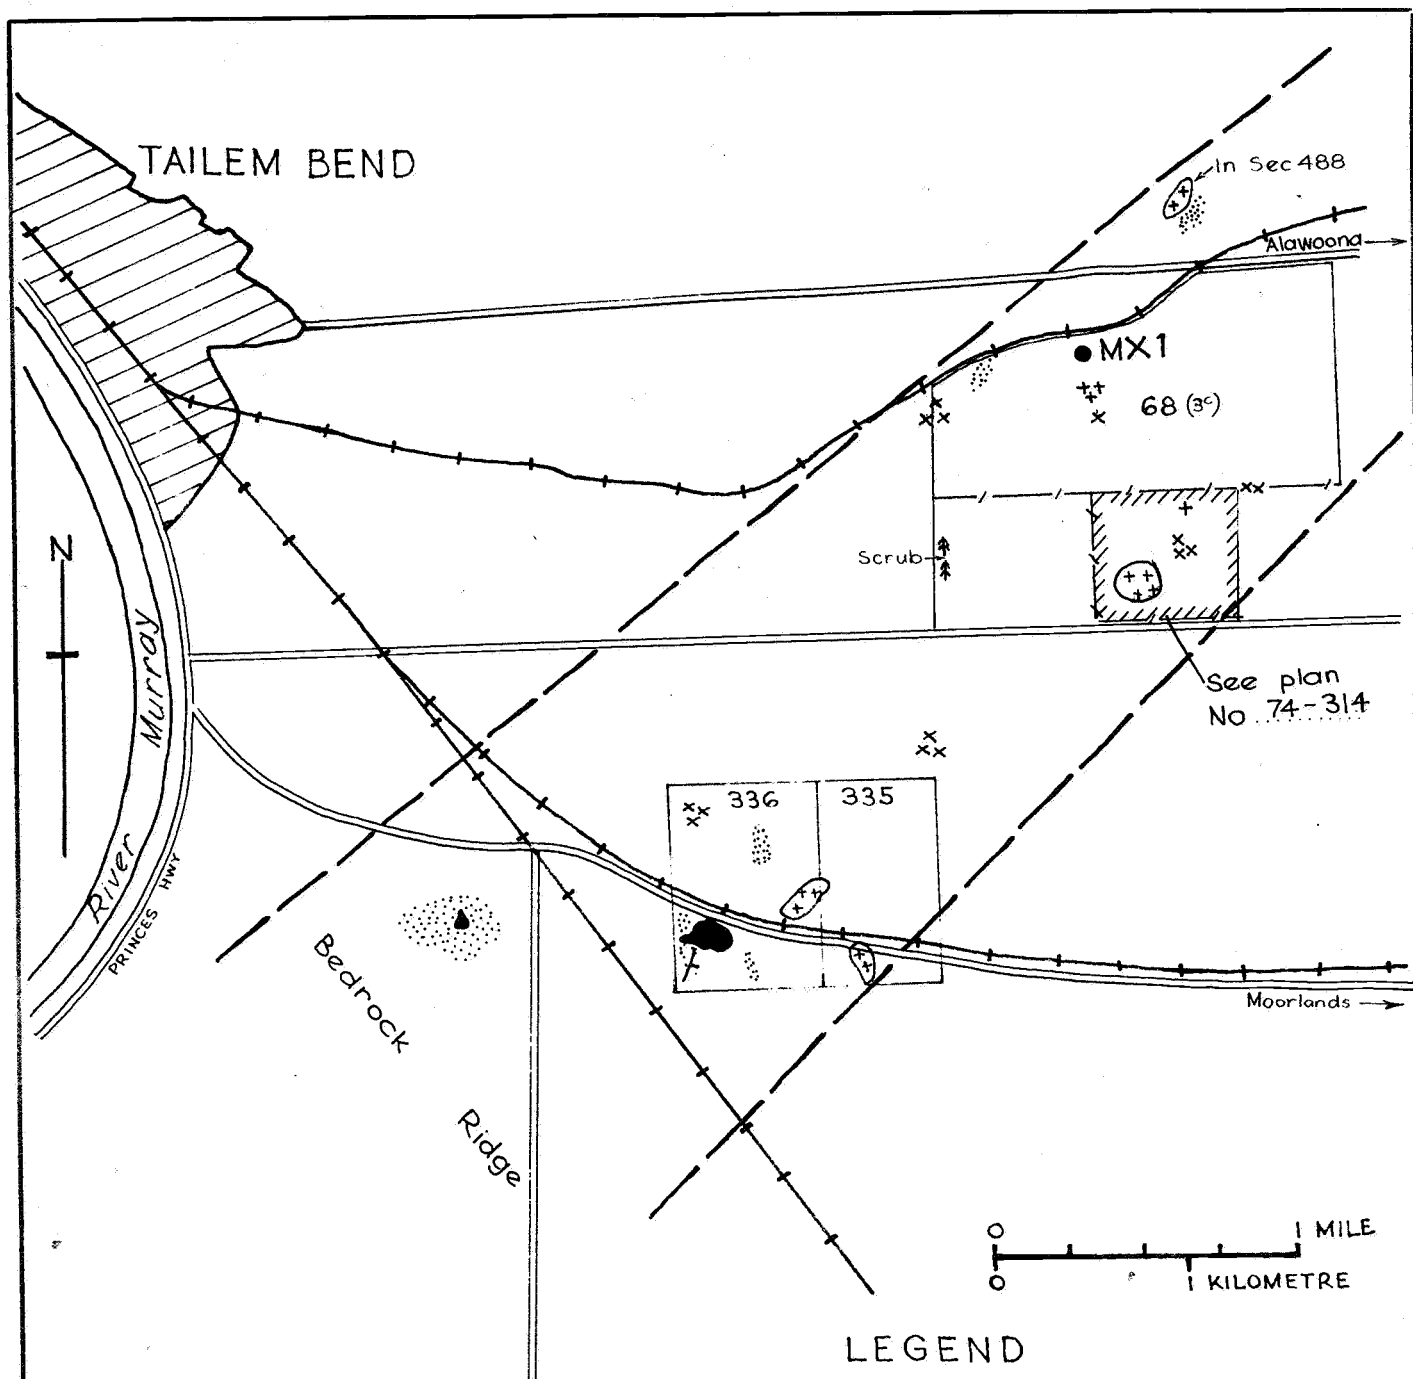 TAILEM BEND
In Sec 488
Alawoona
MX1
68 (3c)
N
Scrub
River Murray
PRINCES HWY
See plan
No 74-314
336
335
Bedrock
Ridge
Moorlands
0 1 MILE
0 1 KILOMETRE
LEGEND